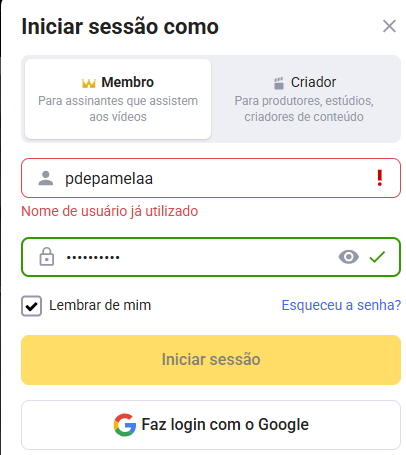 Iniciar sessão como
Membro
Para assinantes que assistem
aos vídeos
Criador
Para produtores, estúdios,
criadores de conteúdo
pdepamelaa
Nome de usuário já utilizado
••••••••••
Lembrar de mim
Esqueceu a senha?
Iniciar sessão
Faz login com o Google